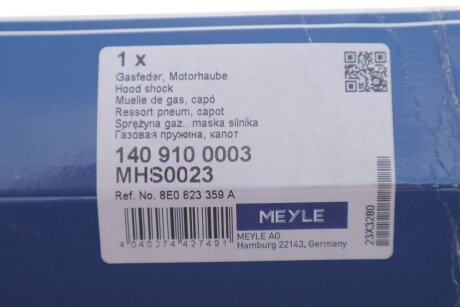 1 x
Gasfeder, Motorhaube
Hood shock
Muelle de gas, capó
Ressort pneum, capot
Sprężyna gaz., maska silnika
Газовая пружина, капот
140 910 0003
MHS0023
Ref. No. 8E0 823 359 A
MEYLE
4 040074 427491
MEYLE AG
Hamburg 22143, Germany
23X3280